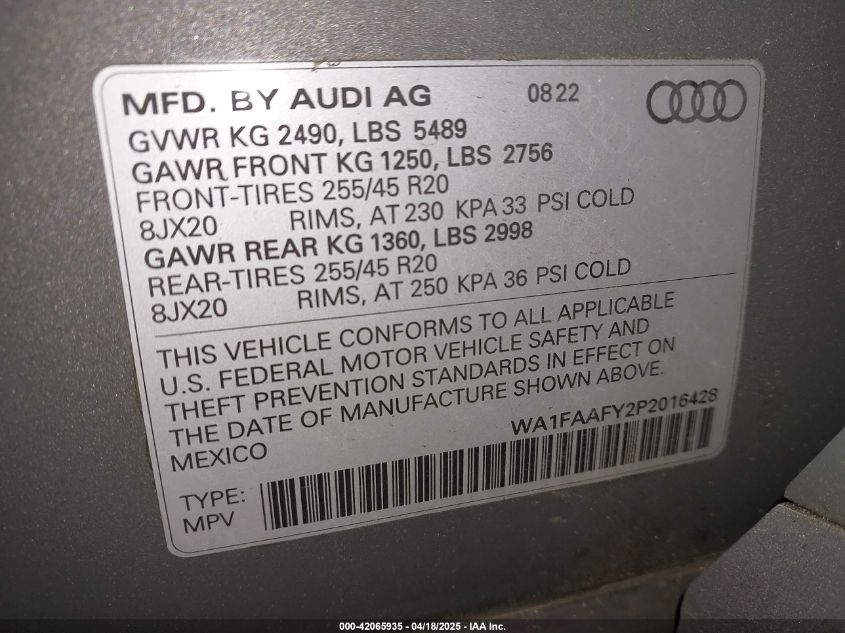 MFD. BY AUDI AG 0822
GVWR KG 2490, LBS 5489
GAWR FRONT KG 1250, LBS 2756
FRONT-TIRES 255/45 R20
8JX20 RIMS, AT 230 KPA 33 PSI COLD
GAWR REAR KG 1360, LBS 2998
REAR-TIRES 255/45 R20
8JX20 RIMS, AT 250 KPA 36 PSI COLD
THIS VEHICLE CONFORMS TO ALL APPLICABLE
U.S. FEDERAL MOTOR VEHICLE SAFETY AND
THEFT PREVENTION STANDARDS IN EFFECT ON
THE DATE OF MANUFACTURE SHOWN ABOVE.
MEXICO WA1FAAFY2P2016428
TYPE:
MPV
000-42065935 - 04/18/2025 - IAA Inc.